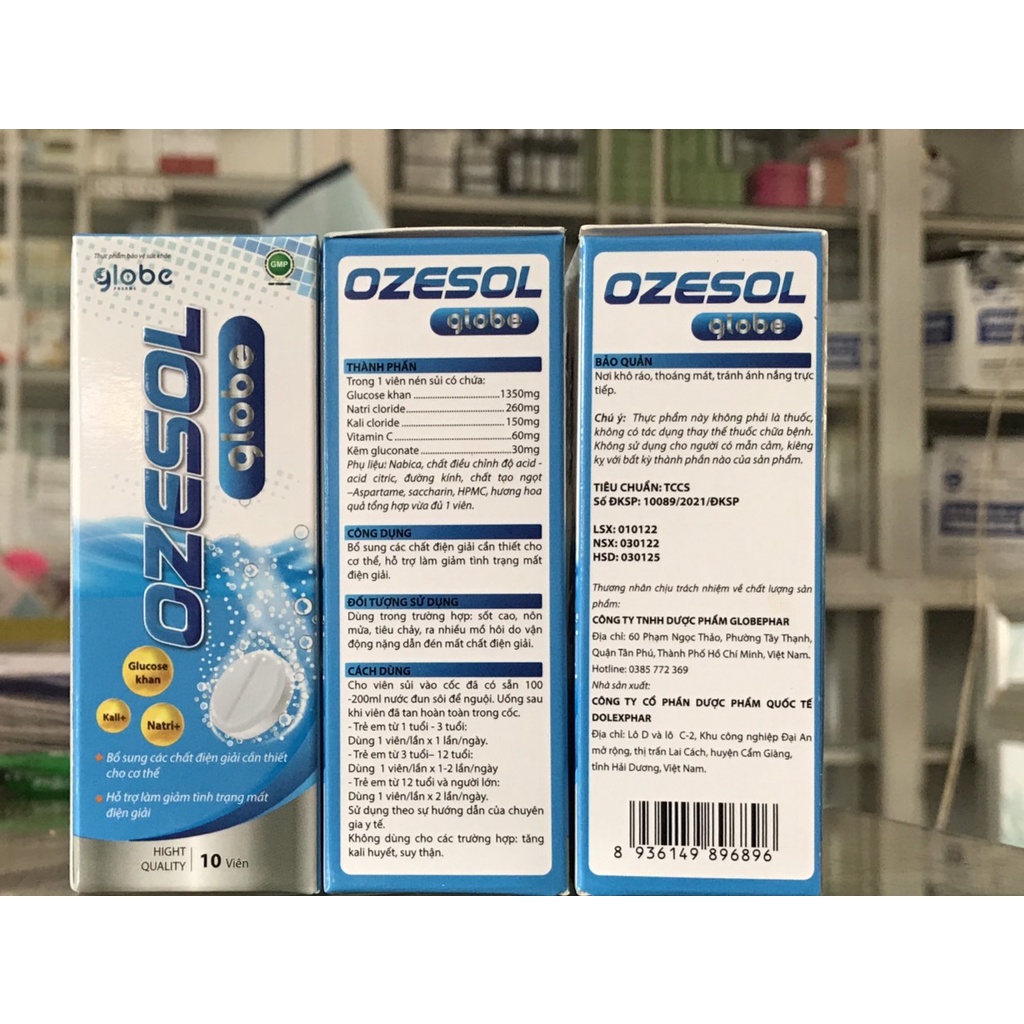 Thực phẩm bảo vệ sức khỏe
globe
PHARMA
GMP
OZESOL
globe
Glucose
khan
Kali+
Natri+
Bổ sung các chất điện giải cần thiết
cho cơ thể
Hỗ trợ làm giảm tình trạng mất
điện giải
HIGHT
QUALITY
10 Viên
OZESOL
globe
THÀNH PHẦN
Trong 1 viên nén sủi có chứa:
Glucose khan ........................1350mg
Natri cloride............................260mg
Kali cloride..............................150mg
Vitamin C.................................60mg
Kẽm gluconate.........................30mg
Phụ liệu: Nabica, chất điều chỉnh độ acid -
acid citric, đường kính, chất tạo ngọt
–Aspartame, saccharin, HPMC, hương hoa
quả tổng hợp vừa đủ 1 viên.
CÔNG DỤNG
Bổ sung các chất điện giải cần thiết cho
cơ thể, hỗ trợ làm giảm tình trạng mất
điện giải.
ĐỐI TƯỢNG SỬ DỤNG
Dùng trong trường hợp: sốt cao, nôn
mửa, tiêu chảy, ra nhiều mồ hôi do vận
động nặng dẫn đến mất chất điện giải.
CÁCH DÙNG
Cho viên sủi vào cốc đã có sẵn 100
-200ml nước đun sôi để nguội. Uống sau
khi viên đã tan hoàn toàn trong cốc.
- Trẻ em từ 1 tuổi - 3 tuổi:
Dùng 1 viên/lần x 1 lần/ngày.
- Trẻ em từ 3 tuổi– 12 tuổi:
Dùng 1 viên/lần x 1-2 lần/ngày
- Trẻ em từ 12 tuổi và người lớn:
Dùng 1 viên/lần x 2 lần/ngày.
Sử dụng theo sự hướng dẫn của chuyên
gia y tế.
Không dùng cho các trường hợp: tăng
kali huyết, suy thận.
OZESOL
globe
BẢO QUẢN
Nơi khô ráo, thoáng mát, tránh ánh nắng trực
tiếp.
Chú ý: Thực phẩm này không phải là thuốc,
không có tác dụng thay thế thuốc chữa bệnh.
Không sử dụng cho người có mẫn cảm, kiêng
kỵ với bất kỳ thành phần nào của sản phẩm.
TIÊU CHUẨN: TCCS
Số ĐKSP: 10089/2021/ĐKSP
LSX: 010122
NSX: 030122
HSD: 030125
Thương nhân chịu trách nhiệm về chất lượng sản
phẩm:
CÔNG TY TNHH DƯỢC PHẨM GLOBEPHAR
Địa chỉ: 60 Phạm Ngọc Thảo, Phường Tây Thạnh,
Quận Tân Phú, Thành Phố Hồ Chí Minh, Việt Nam.
Hotline: 0385 772 369
Nhà sản xuất:
CÔNG TY CỔ PHẦN DƯỢC PHẨM QUỐC TẾ
DOLEXPHAR
Địa chỉ: Lô D và lô C-2, Khu công nghiệp Đại An
mở rộng, thị trấn Lai Cách, huyện Cẩm Giàng,
tỉnh Hải Dương, Việt Nam.
8 936149 896896